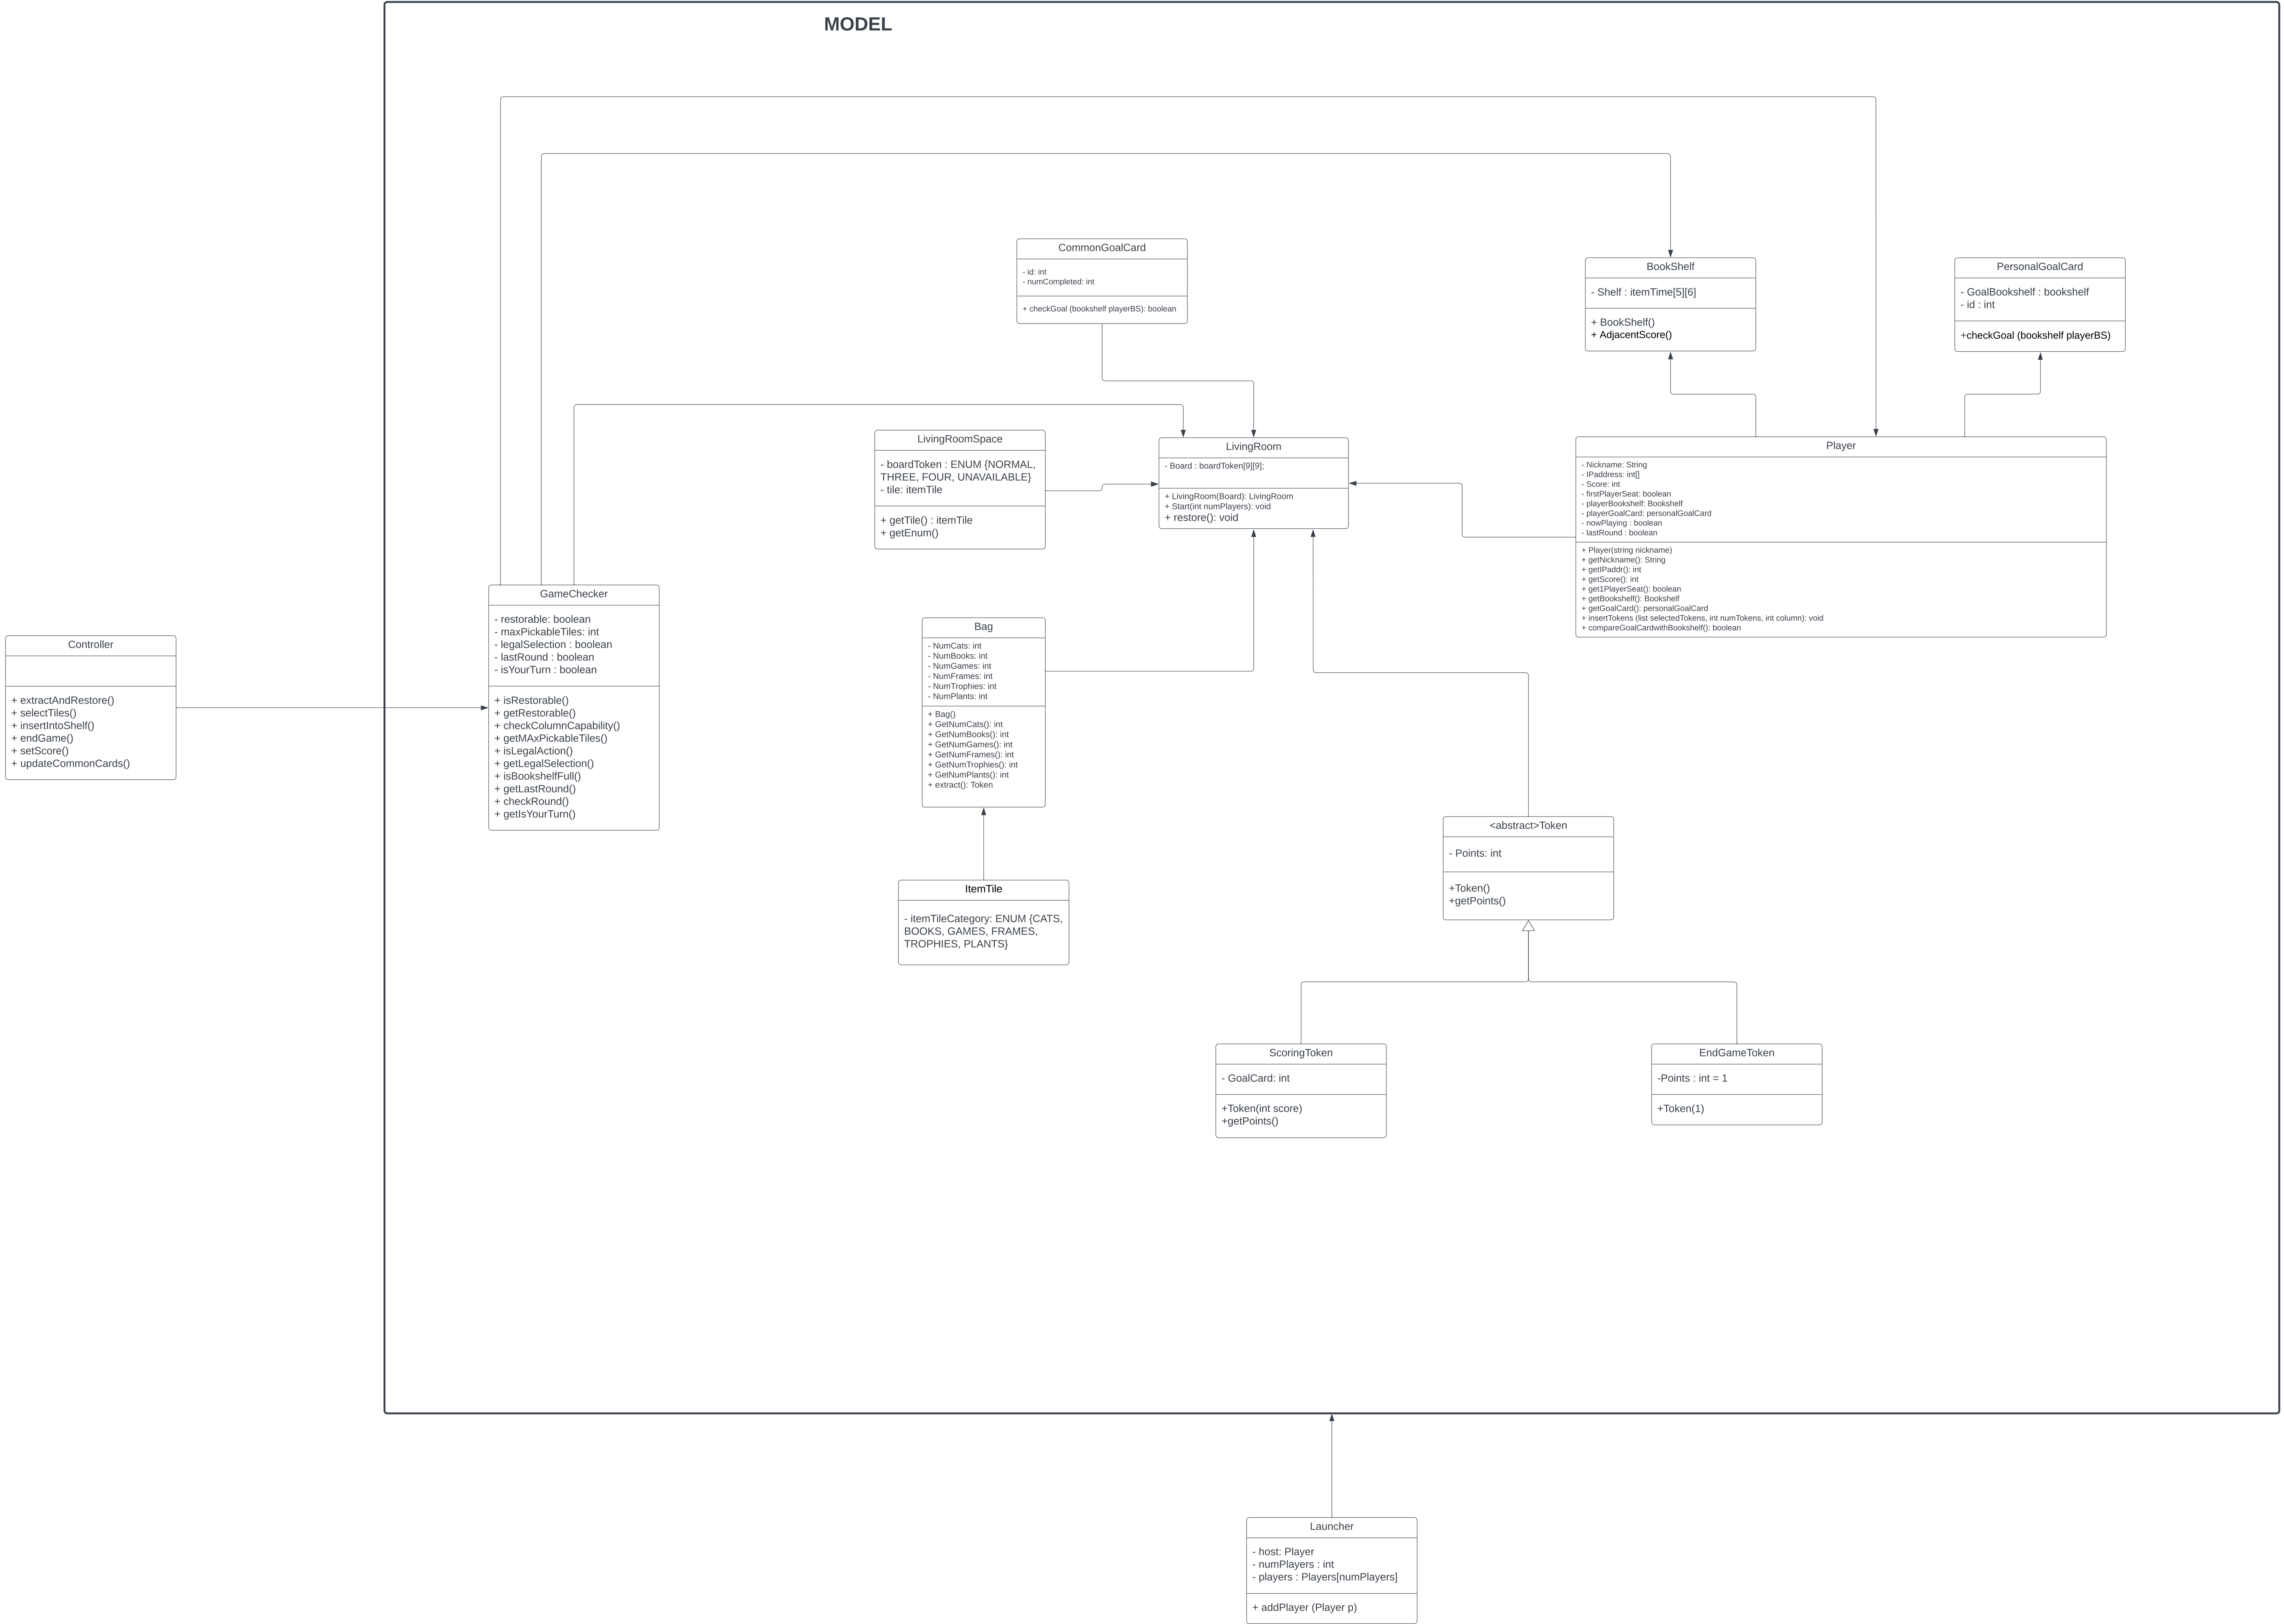 MODEL
CommonGoalCard
- id: int
- numCompleted: int
+ checkGoal (bookshelf playerBS): boolean
BookShelf
- Shelf : itemTime[5][6]
+ BookShelf()
+ AdjacentScore()
PersonalGoalCard
- GoalBookshelf : bookshelf
- id : int
+checkGoal (bookshelf playerBS)
LivingRoomSpace
- boardToken : ENUM {NORMAL,
THREE, FOUR, UNAVAILABLE}
- tile: itemTile
+ getTile() : itemTile
+ getEnum()
LivingRoom
- Board : boardToken[9][9];
+ LivingRoom(Board): LivingRoom
+ Start(int numPlayers): void
+ restore(): void
Player
- Nickname: String
- IPaddress: int[]
- Score: int
- firstPlayerSeat: boolean
- playerBookshelf: Bookshelf
- playerGoalCard: personalGoalCard
- nowPlaying : boolean
- lastRound : boolean
+ Player(string nickname)
+ getNickname(): String
+ getIPaddr(): int
+ getScore(): int
+ get1PlayerSeat(): boolean
+ getBookshelf(): Bookshelf
+ getGoalCard(): personalGoalCard
+ insertTokens (list selectedTokens, int numTokens, int column): void
+ compareGoalCardwithBookshelf(): boolean
GameChecker
- restorable: boolean
- maxPickableTiles: int
- legalSelection : boolean
- lastRound : boolean
- isYourTurn : boolean
+ isRestorable()
+ getRestorable()
+ checkColumnCapability()
+ getMAxPickableTiles()
+ isLegalAction()
+ getLegalSelection()
+ isBookshelfFull()
+ getLastRound()
+ checkRound()
+ getIsYourTurn()
Controller
+ extractAndRestore()
+ selectTiles()
+ insertIntoShelf()
+ endGame()
+ setScore()
+ updateCommonCards()
Bag
- NumCats: int
- NumBooks: int
- NumGames: int
- NumFrames: int
- NumTrophies: int
- NumPlants: int
+ Bag()
+ GetNumCats(): int
+ GetNumBooks(): int
+ GetNumGames(): int
+ GetNumFrames(): int
+ GetNumTrophies(): int
+ GetNumPlants(): int
+ extract(): Token
ItemTile
- itemTileCategory: ENUM {CATS,
BOOKS, GAMES, FRAMES,
TROPHIES, PLANTS}
<abstract>Token
- Points: int
+Token()
+getPoints()
ScoringToken
- GoalCard: int
+Token(int score)
+getPoints()
EndGameToken
-Points : int = 1
+Token(1)
Launcher
- host: Player
- numPlayers : int
- players : Players[numPlayers]
+ addPlayer (Player p)